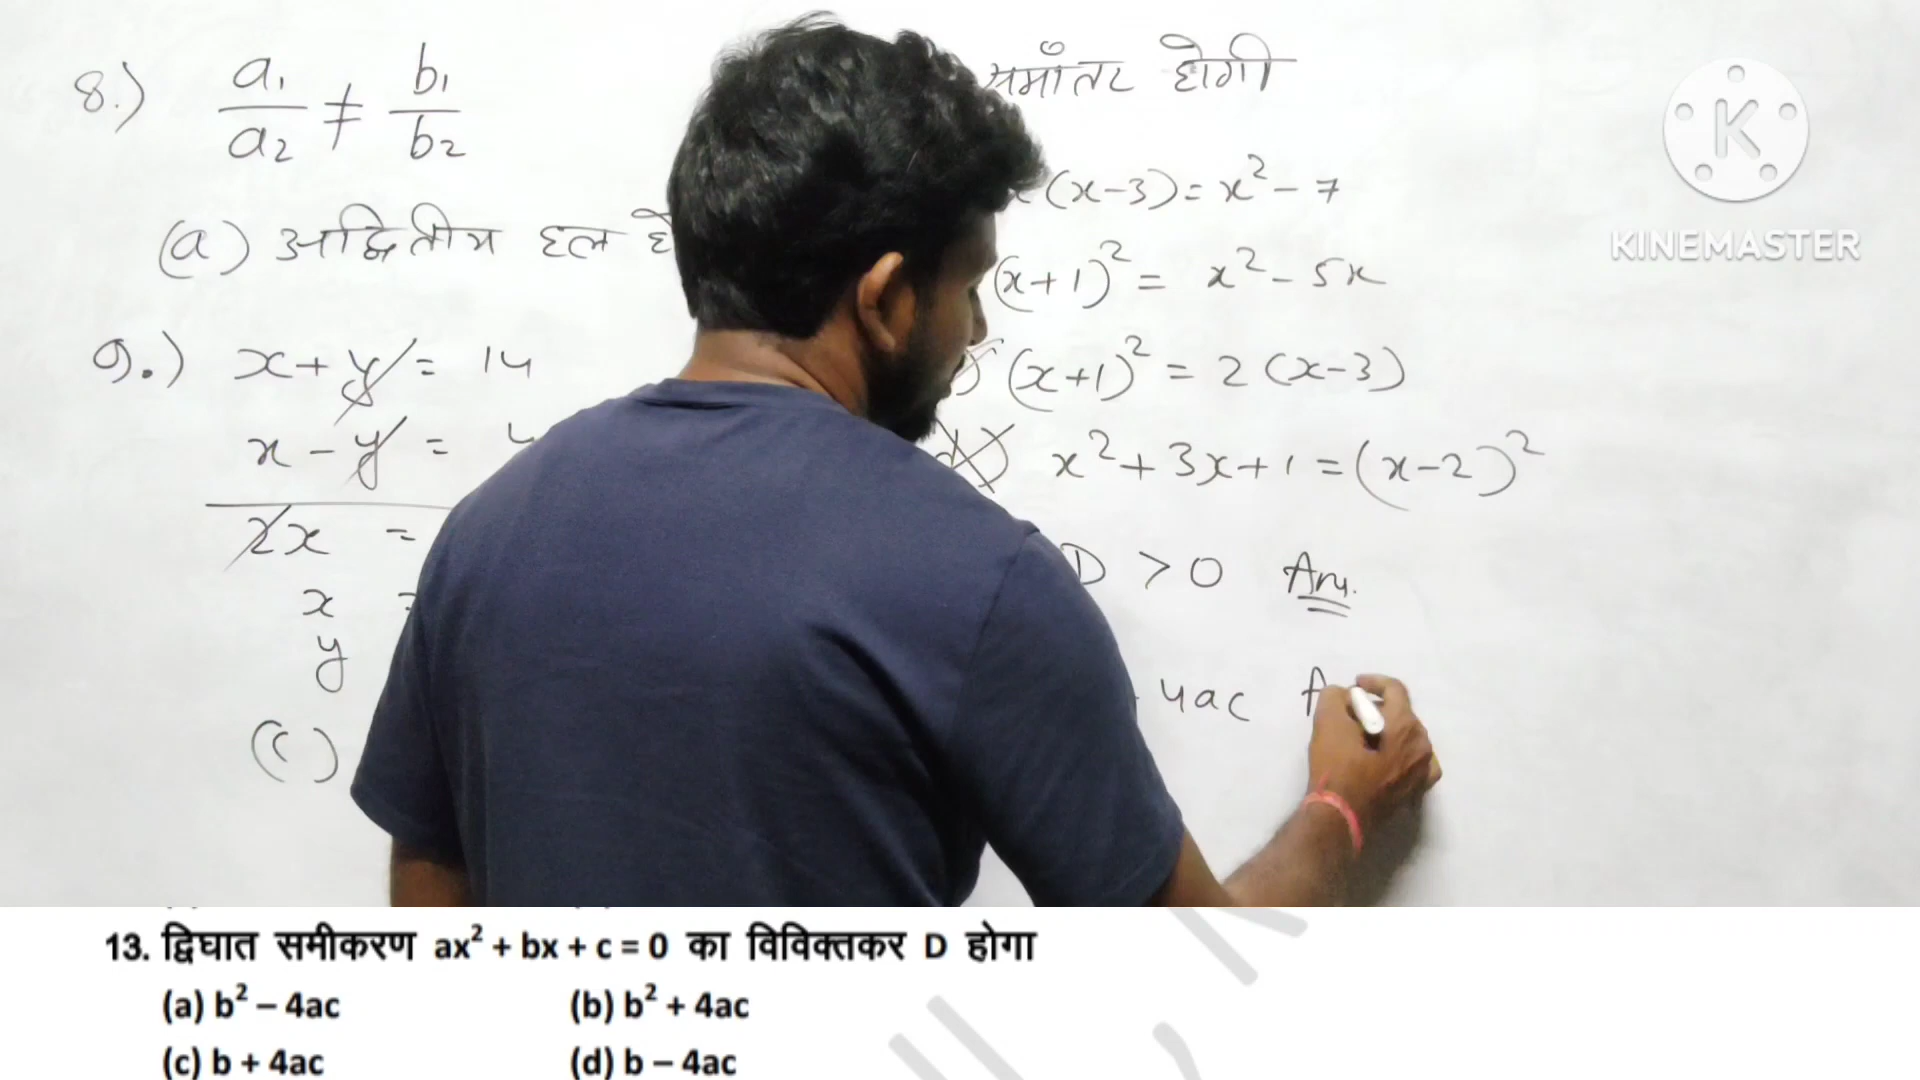 8.) a₁/a₂ ≠ b₁/b₂
(a) अद्वितीय हल
9.) x + y = 14
x - y = 4
2x =
x =
y
(c)
समाँतर होगी
(x-3) = x² - 7
(x+1)² = x² - 5x
(x+1)² = 2(x-3)
x² + 3x + 1 = (x-2)²
D > 0 Ans.
4ac
K
KINEMASTER
13. द्विघात समीकरण ax² + bx + c = 0 का विविक्तकर D होगा
(a) b² – 4ac (b) b² + 4ac
(c) b + 4ac (d) b – 4ac